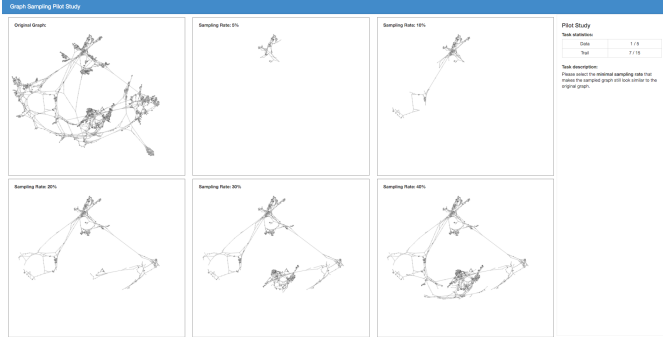 Graph Sampling Pilot Study
Original Graph:
Sampling Rate: 5%
Sampling Rate: 10%
Pilot Study
Task statistics:
Data 1 / 5
Trail 7 / 15
Task description:
Please select the minimal sampling rate that
makes the sampled graph still look similar to the
original graph.
Sampling Rate: 20%
Sampling Rate: 30%
Sampling Rate: 40%